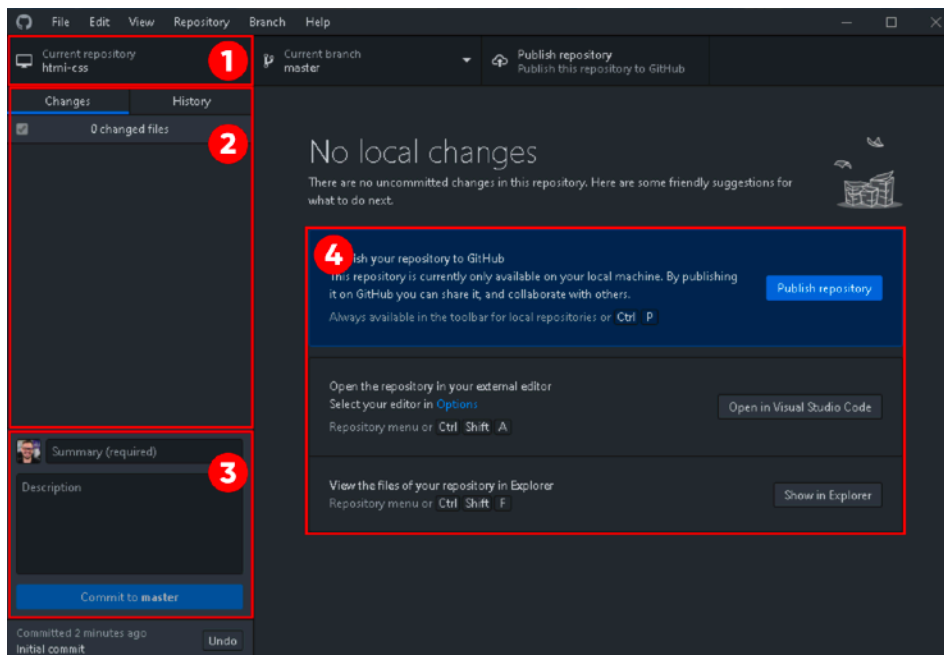 File Edit View Repository Branch Help
Current repository
html-css
1
Current branch
master
Publish repository
Publish this repository to GitHub
Changes History
0 changed files
2
No local changes
There are no uncommitted changes in this repository. Here are some friendly suggestions for
what to do next.
4
ish your repository to GitHub
This repository is currently only available on your local machine. By publishing
it on GitHub you can share it, and collaborate with others.
Always available in the toolbar for local repositories or Ctrl P
Publish repository
Open the repository in your external editor
Select your editor in Options
Repository menu or Ctrl Shift A
Open in Visual Studio Code
View the files of your repository in Explorer
Repository menu or Ctrl Shift F
Show in Explorer
Summary (required)
3
Description
Commit to master
Committed 2 minutes ago
Initial commit
Undo